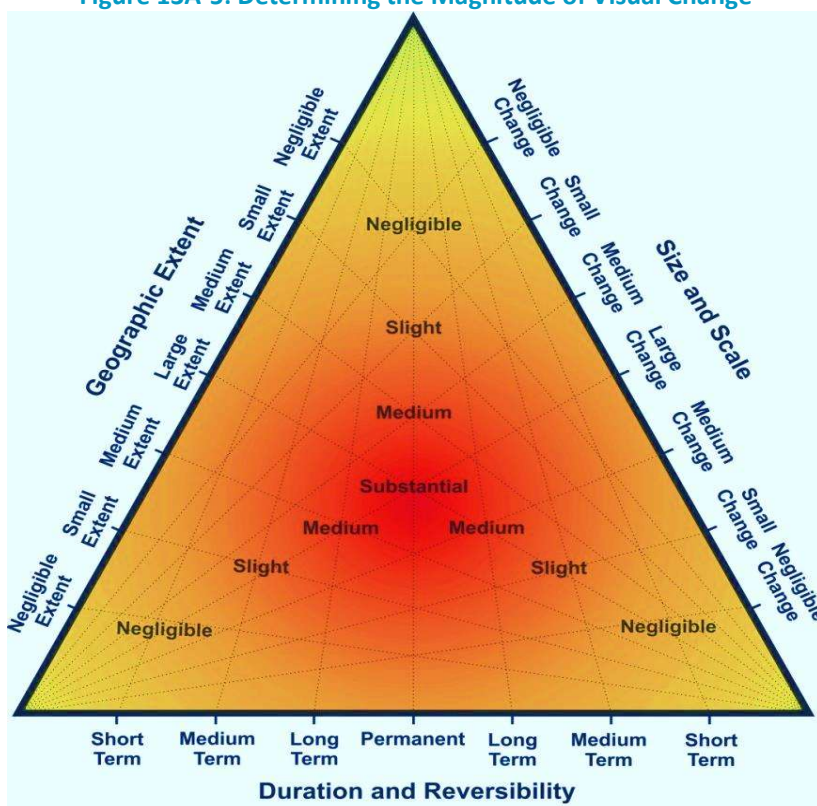 Figure 13A-5: Determining the Magnitude of Visual Change
Geographic Extent
Negligible
Extent
Small
Extent
Medium
Extent
Large
Extent
Medium
Extent
Small
Extent
Negligible
Extent
Size and Scale
Negligible
Change
Small
Change
Medium
Change
Large
Change
Medium
Change
Small
Change
Negligible
Change
Negligible
Slight
Medium
Substantial
Medium
Medium
Slight
Slight
Negligible
Negligible
Short
Term
Medium
Term
Long
Term
Permanent
Long
Term
Medium
Term
Short
Term
Duration and Reversibility